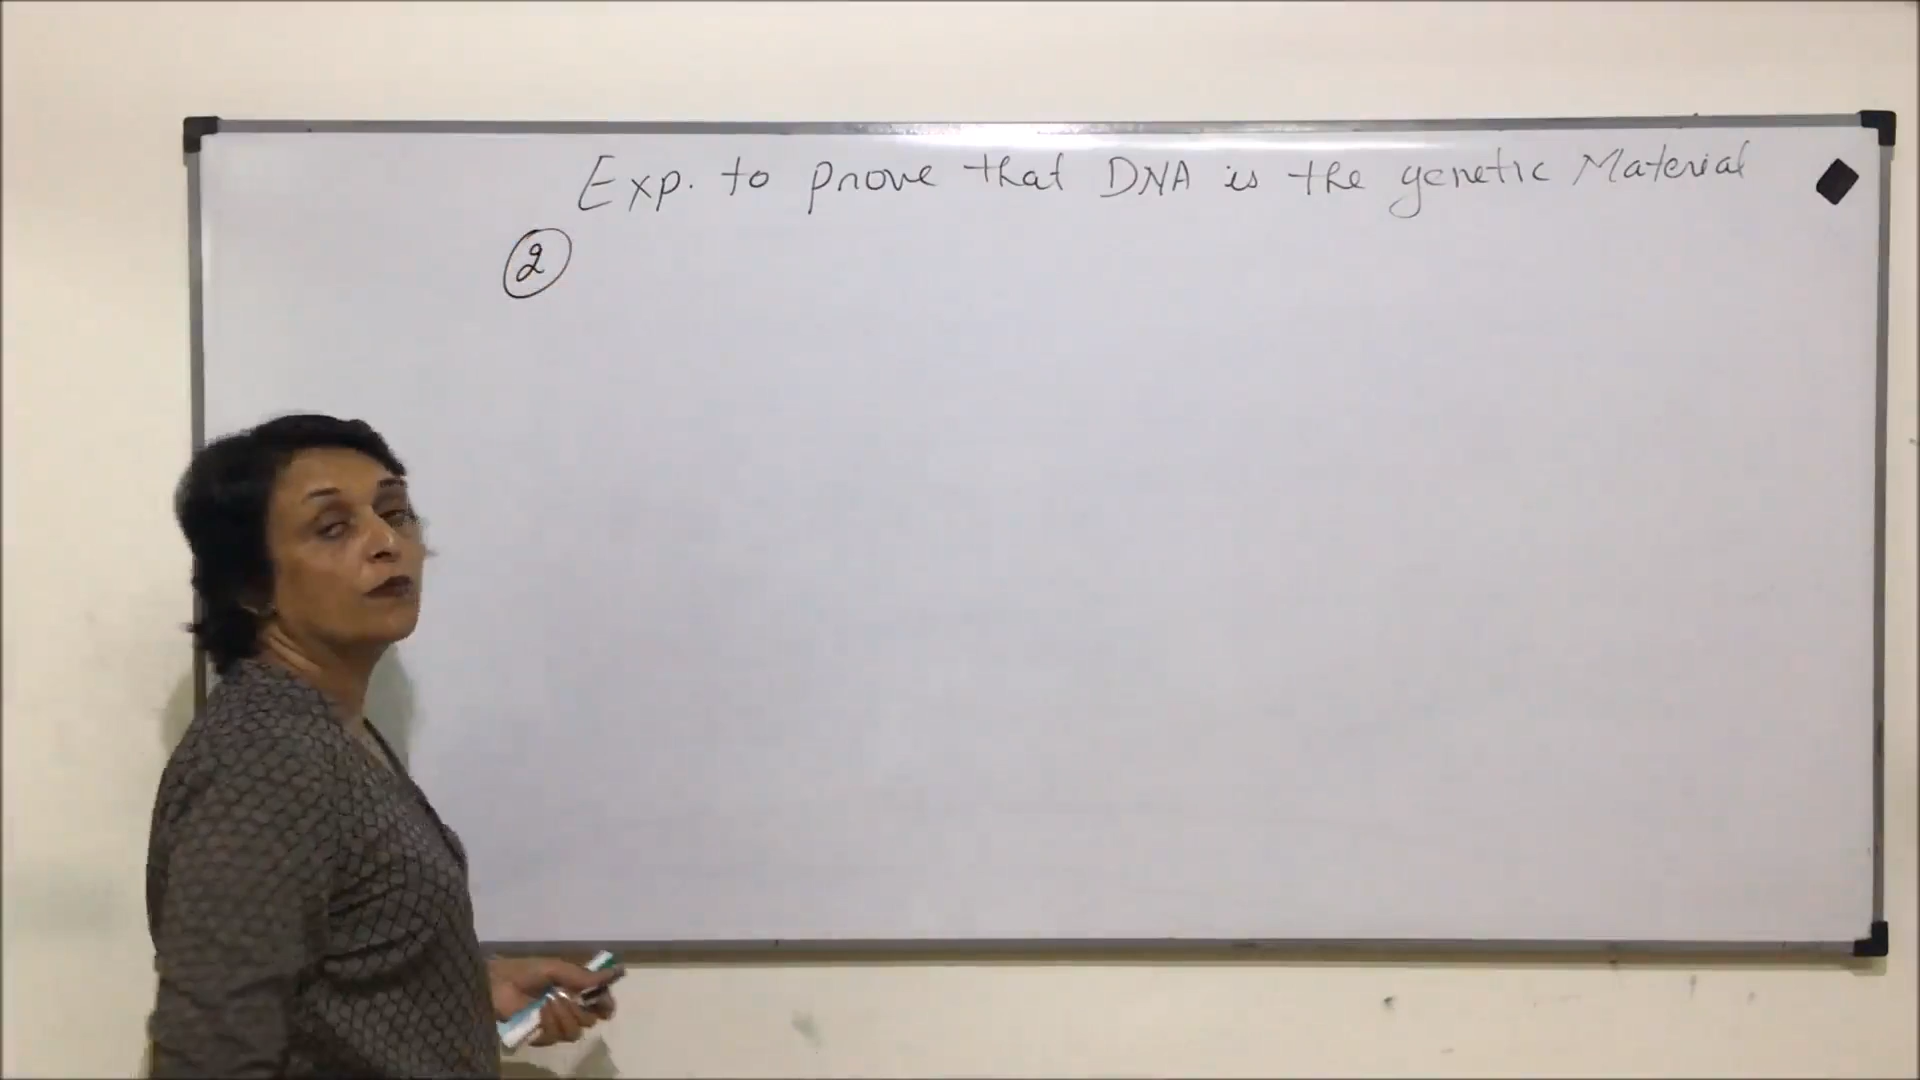 Exp. to prove that DNA is the genetic Material
2